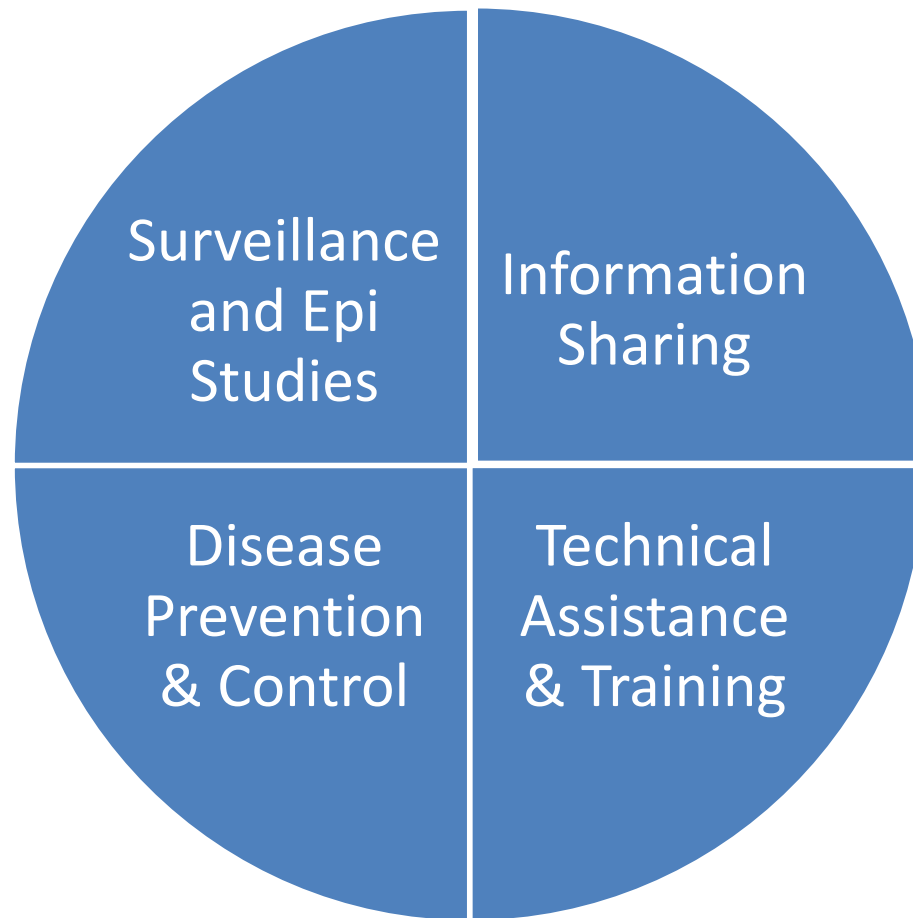 Surveillance
and Epi
Studies
Information
Sharing
Disease
Prevention
& Control
Technical
Assistance
& Training